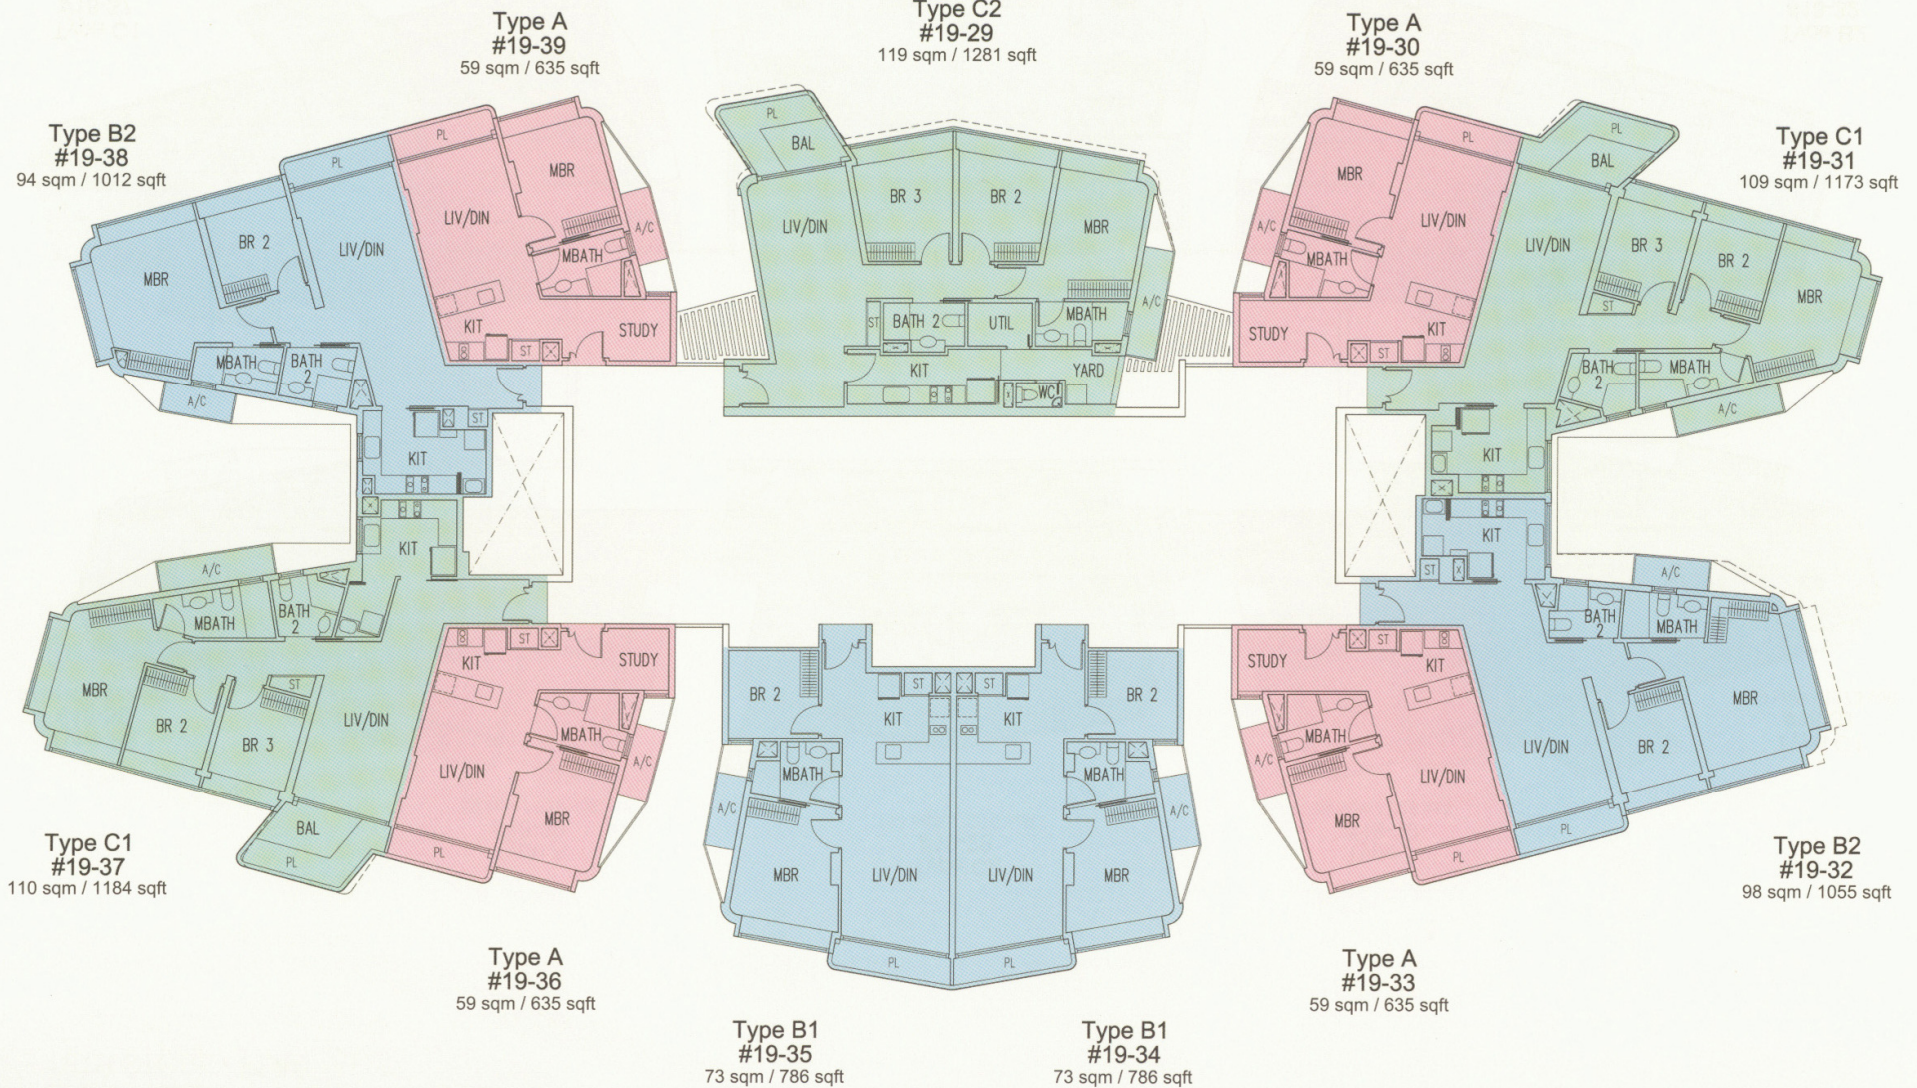 Type A
#19-39
59 sqm / 635 sqft
Type C2
#19-29
119 sqm / 1281 sqft
Type A
#19-30
59 sqm / 635 sqft
Type B2
#19-38
94 sqm / 1012 sqft
Type C1
#19-31
109 sqm / 1173 sqft
PL
LIV/DIN
BR 2
MBR
MBATH
BATH
2
A/C
ST
KIT
PL
LIV/DIN
MBR
A/C
MBATH
KIT
ST
STUDY
PL
BAL
LIV/DIN
BR 3
BR 2
MBR
A/C
ST
BATH 2
UTIL
MBATH
KIT
YARD
WC
PL
MBR
LIV/DIN
A/C
MBATH
STUDY
ST
KIT
PL
BAL
LIV/DIN
BR 3
BR 2
MBR
ST
BATH
2
MBATH
A/C
KIT
KIT
A/C
MBATH
BATH
2
MBR
BR 2
BR 3
ST
LIV/DIN
BAL
PL
KIT
ST
STUDY
MBATH
A/C
LIV/DIN
MBR
PL
BR 2
ST
KIT
MBATH
A/C
MBR
LIV/DIN
PL
ST
KIT
BR 2
MBATH
A/C
LIV/DIN
MBR
PL
STUDY
ST
KIT
MBATH
A/C
LIV/DIN
MBR
PL
KIT
ST
A/C
BATH
2
MBATH
MBR
BR 2
LIV/DIN
PL
Type C1
#19-37
110 sqm / 1184 sqft
Type B2
#19-32
98 sqm / 1055 sqft
Type A
#19-36
59 sqm / 635 sqft
Type A
#19-33
59 sqm / 635 sqft
Type B1
#19-35
73 sqm / 786 sqft
Type B1
#19-34
73 sqm / 786 sqft